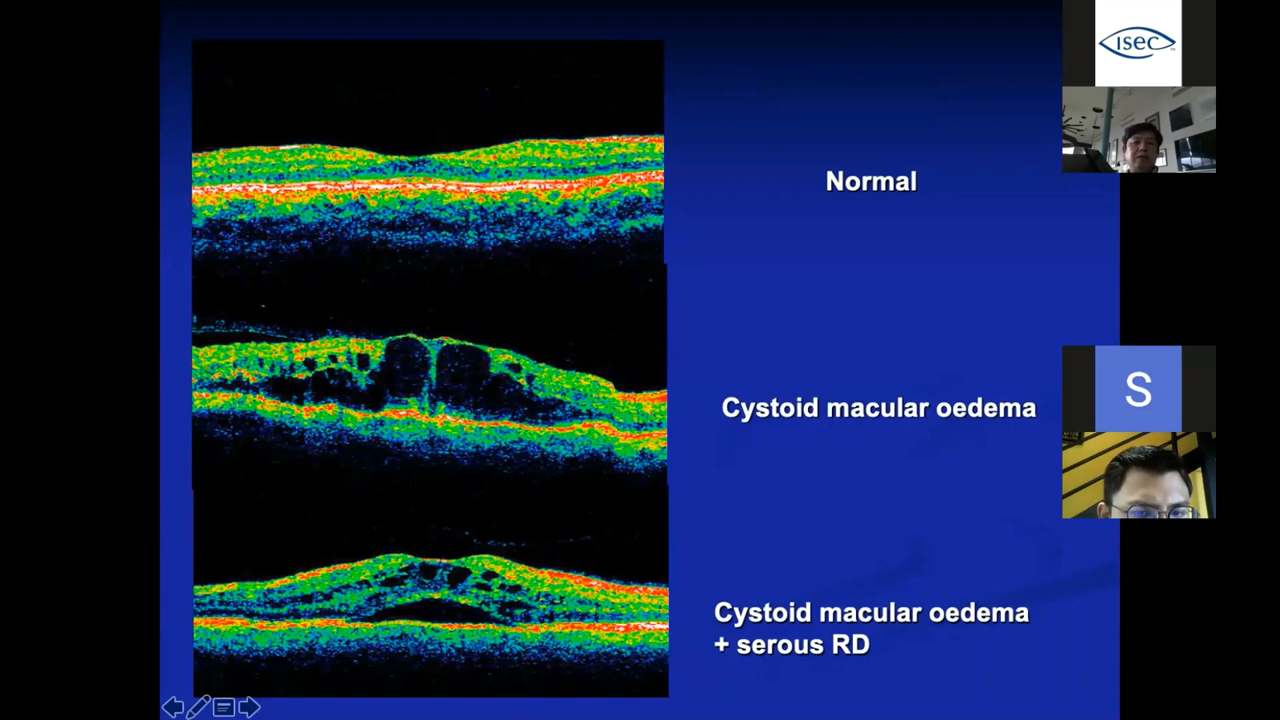 isec
Normal
S
Cystoid macular oedema
Cystoid macular oedema
+ serous RD